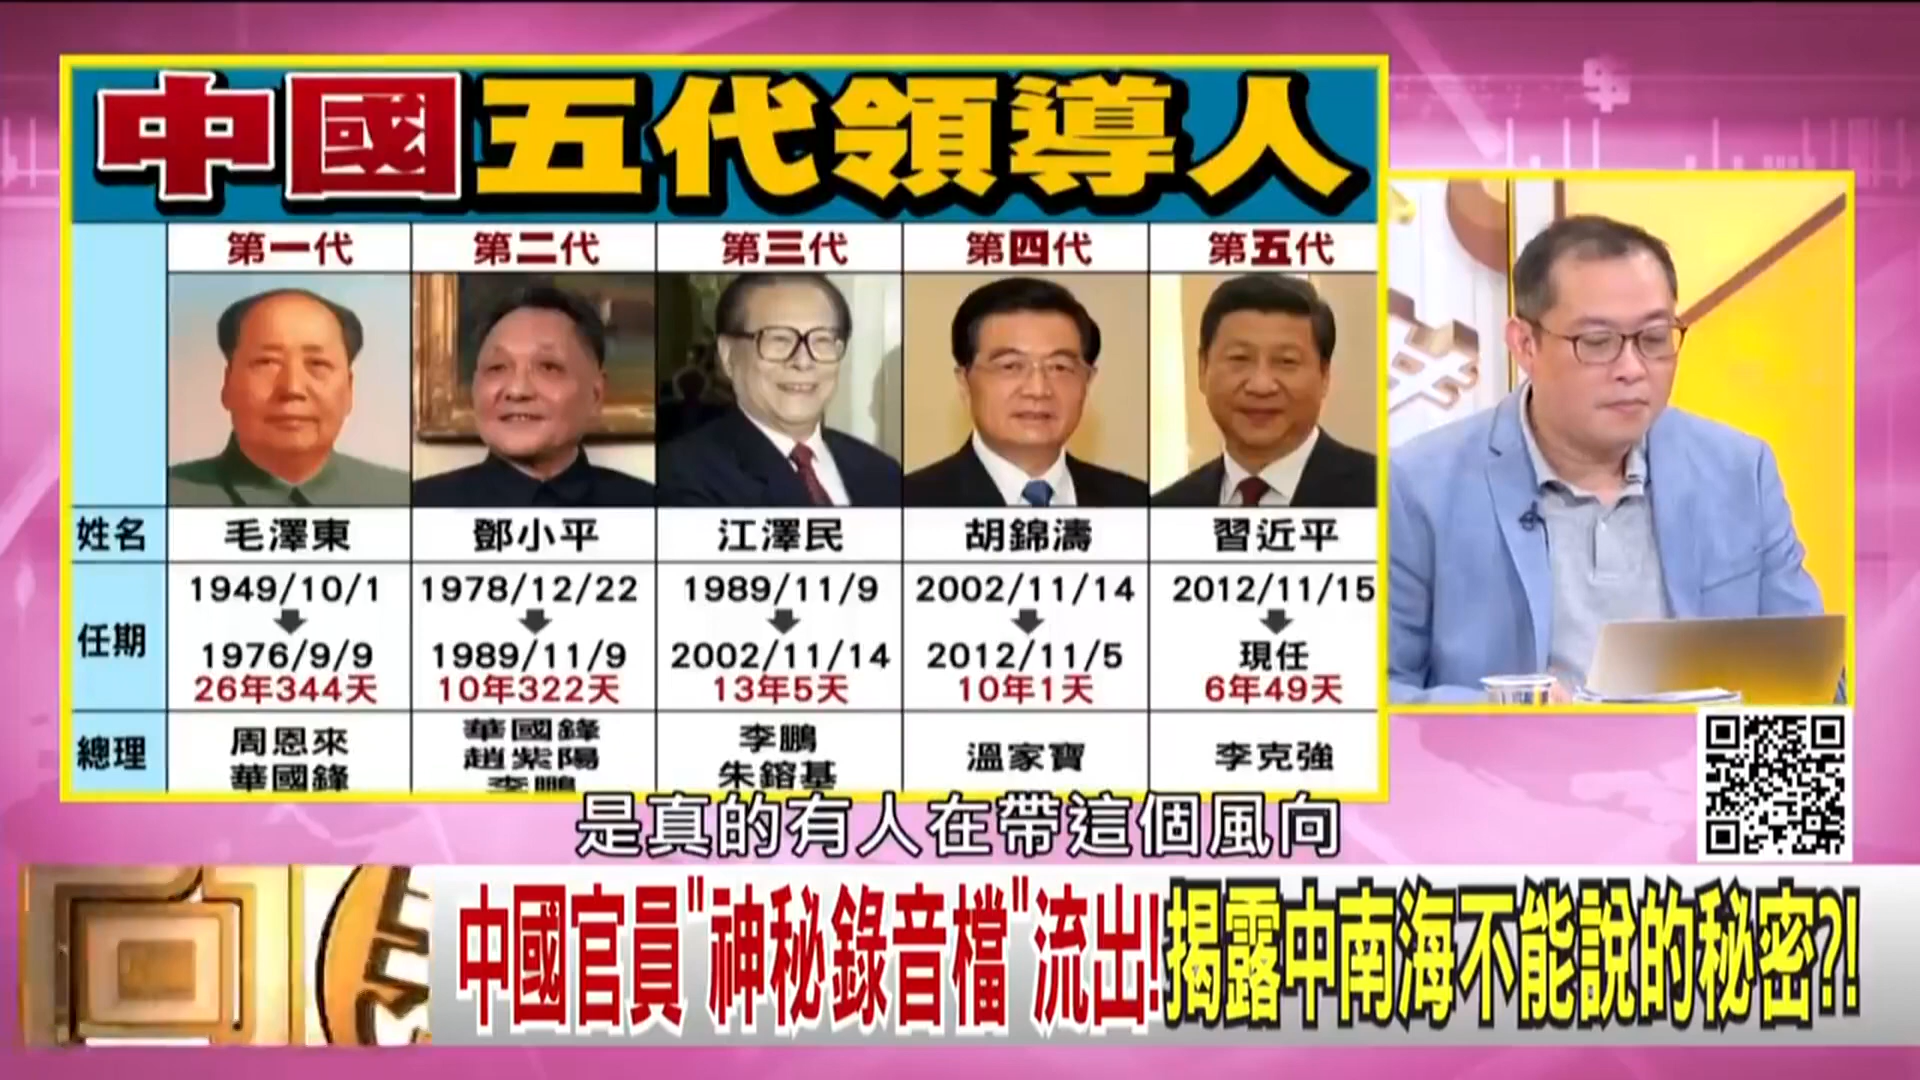 中國五代領導人
第一代 第二代 第三代 第四代 第五代
姓名 毛澤東 鄧小平 江澤民 胡錦濤 習近平
任期
1949/10/1 1978/12/22 1989/11/9 2002/11/14 2012/11/15
1976/9/9 1989/11/9 2002/11/14 2012/11/5 現任
26年344天 10年322天 13年5天 10年1天 6年49天
總理
周恩來 華國鋒 李鵬 溫家寶 李克強
華國鋒 趙紫陽 朱鎔基
李鵬
是真的有人在帶這個風向
中國官員"神秘錄音檔"流出!揭露中南海不能說的秘密?!